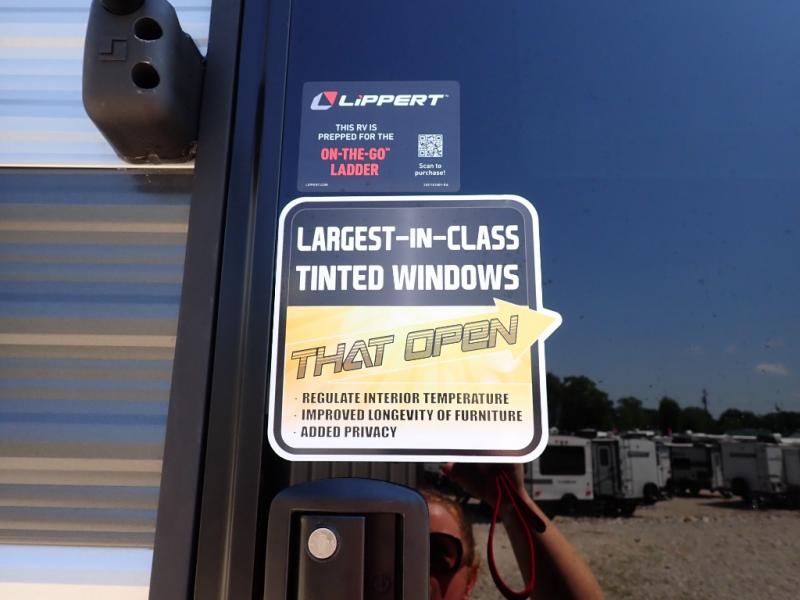 LiPPERT™
THIS RV IS
PREPPED FOR THE
ON-THE-GO™
LADDER
Scan to
purchase!
LIPPERT.COM
LARGEST-IN-CLASS
TINTED WINDOWS
THAT OPEN
· REGULATE INTERIOR TEMPERATURE
· IMPROVED LONGEVITY OF FURNITURE
· ADDED PRIVACY